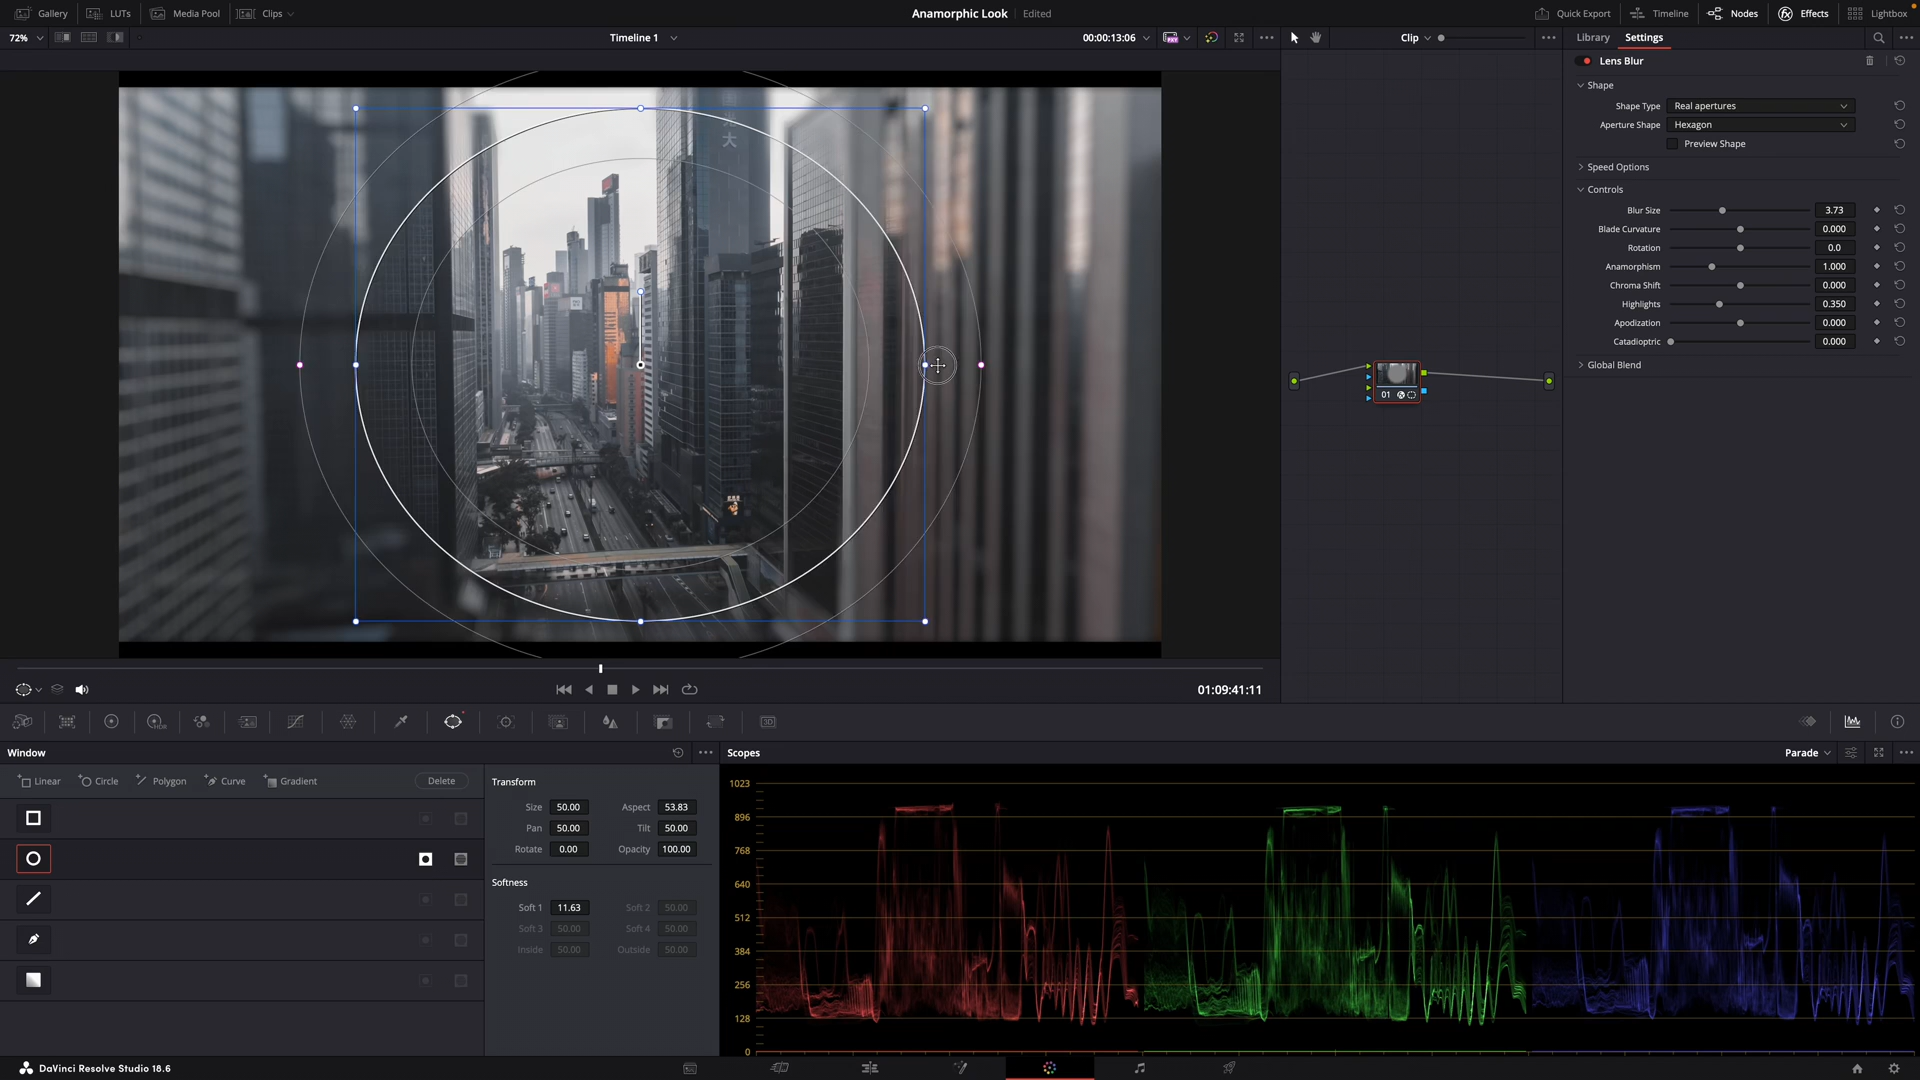 Gallery LUTs Media Pool Clips Anamorphic Look Edited Quick Export Timeline Nodes Effects Lightbox
72% Timeline 1 00:00:13:06 Clip Library Settings
Lens Blur
Shape
Shape Type Real apertures
Aperture Shape Hexagon
Preview Shape
Speed Options
Controls
Blur Size 3.73
Blade Curvature 0.000
Rotation 0.0
Anamorphism 1.000
Chroma Shift 0.000
Highlights 0.350
Apodization 0.000
Catadioptric 0.000
Global Blend
大
01
01:09:41:11
HDR
3D
Window
Linear Circle Polygon Curve Gradient Delete
Transform
Size 50.00 Aspect 53.83
Pan 50.00 Tilt 50.00
Rotate 0.00 Opacity 100.00
Softness
Soft 1 11.63 Soft 2 50.00
Soft 3 50.00 Soft 4 50.00
Inside 50.00 Outside 50.00
Scopes Parade
1023
896
768
640
512
384
256
128
0
DaVinci Resolve Studio 18.6